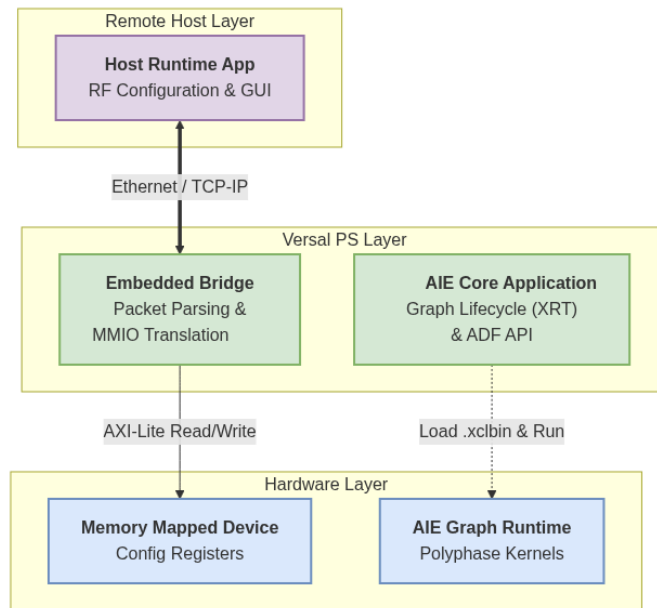 Remote Host Layer
Host Runtime App
RF Configuration & GUI
Ethernet / TCP-IP
Versal PS Layer
Embedded Bridge
Packet Parsing &
MMIO Translation
AIE Core Application
Graph Lifecycle (XRT)
& ADF API
AXI-Lite Read/Write
Load .xclbin & Run
Hardware Layer
Memory Mapped Device
Config Registers
AIE Graph Runtime
Polyphase Kernels